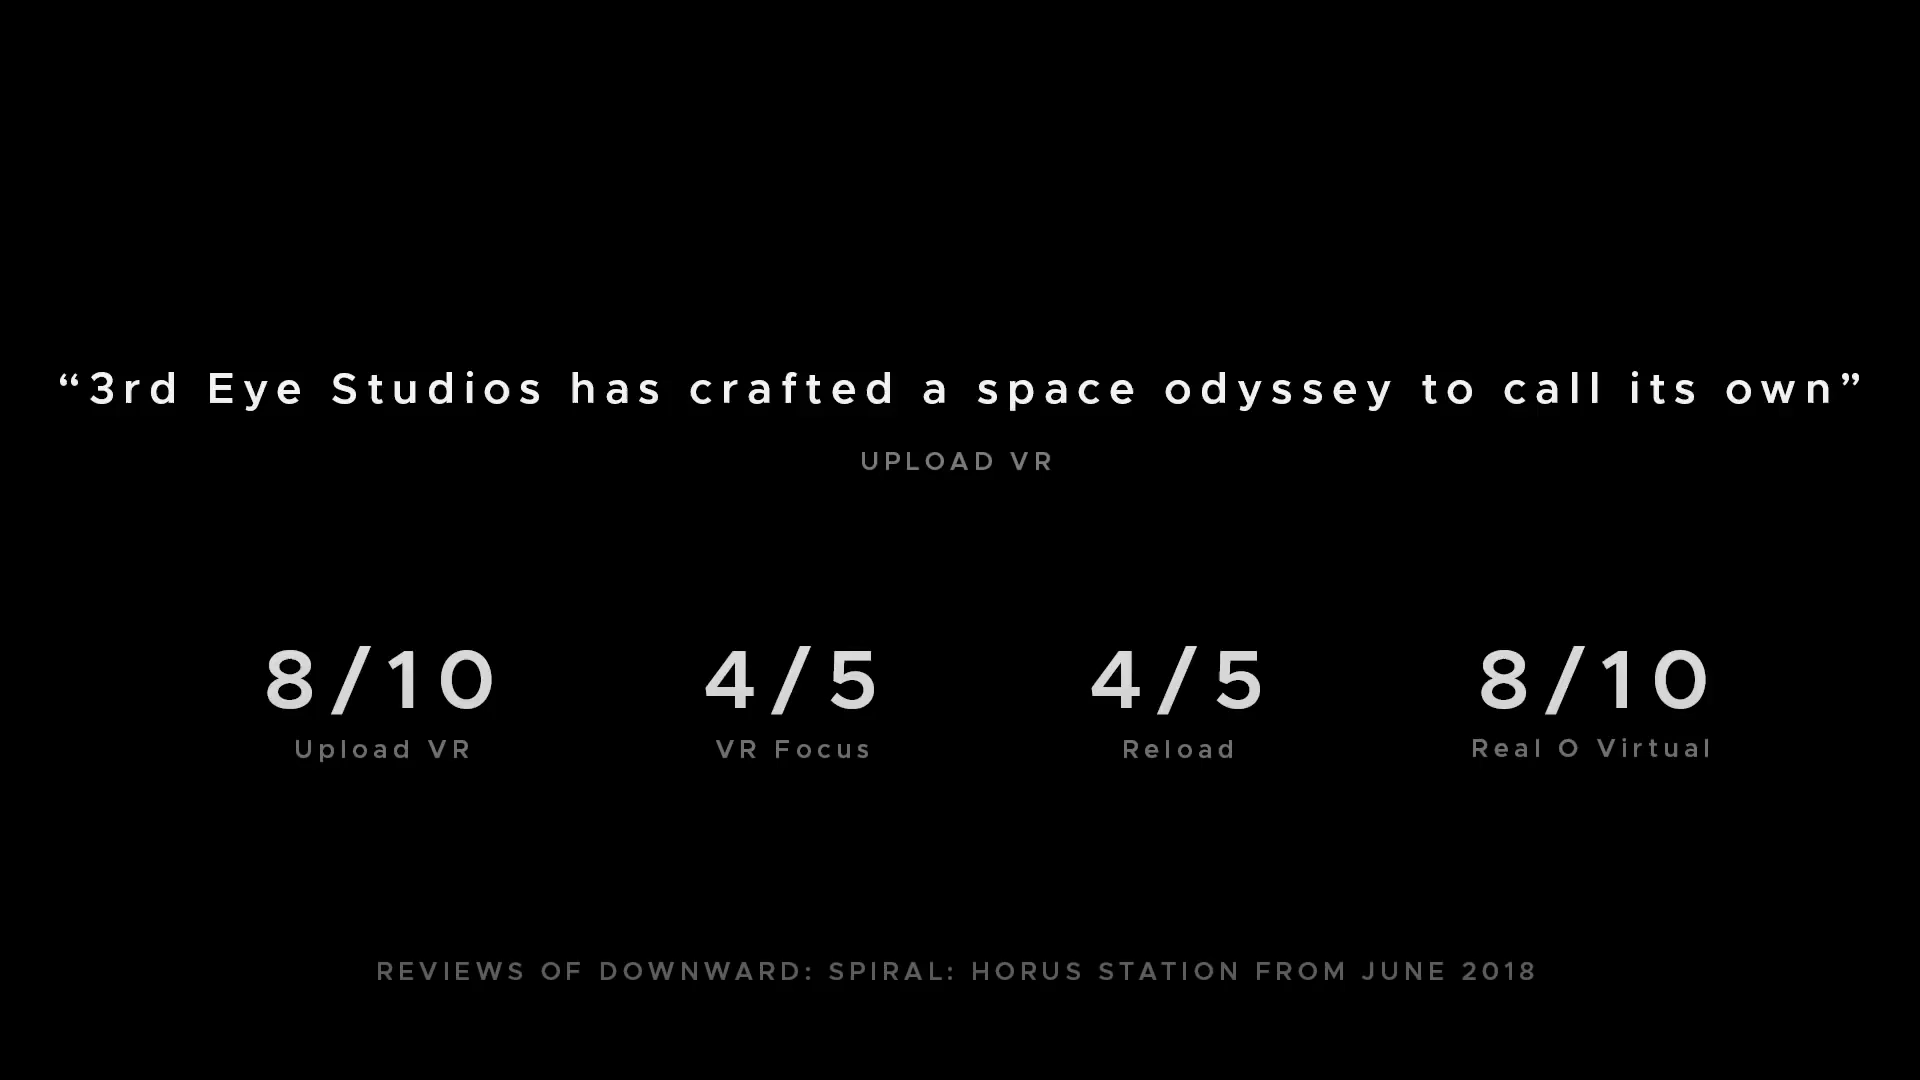 “3rd Eye Studios has crafted a space odyssey to call its own”
UPLOAD VR
8/10 4/5 4/5 8/10
Upload VR VR Focus Reload Real O Virtual
REVIEWS OF DOWNWARD: SPIRAL: HORUS STATION FROM JUNE 2018